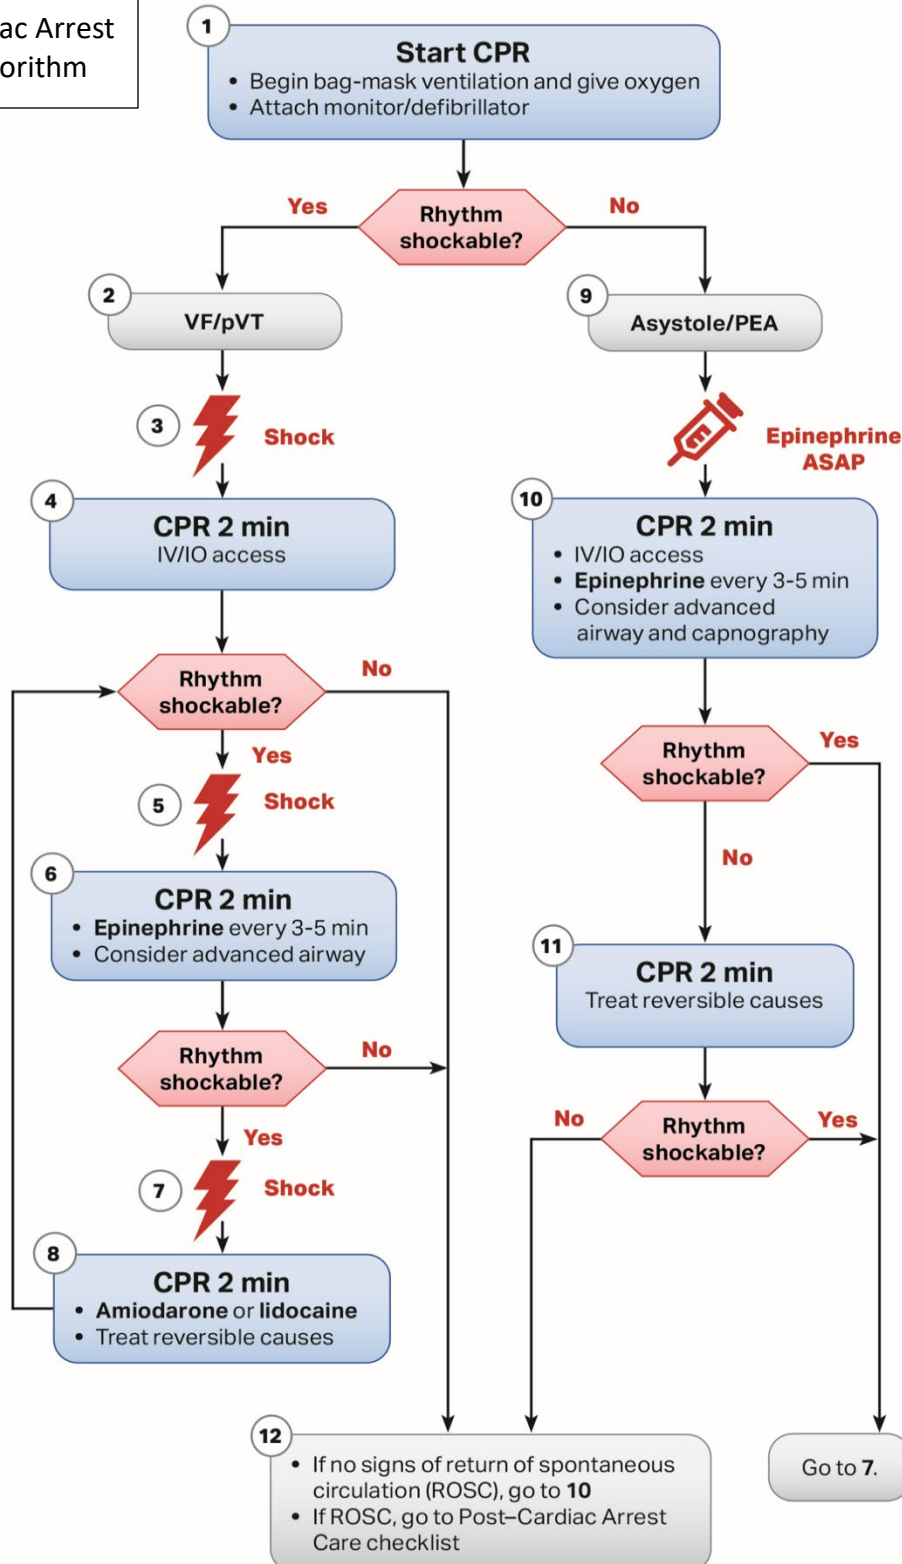 ac Arrest
orithm
1
Start CPR
• Begin bag-mask ventilation and give oxygen
• Attach monitor/defibrillator
Yes
Rhythm
shockable?
No
2
VF/pVT
9
Asystole/PEA
3
Shock
Epinephrine
ASAP
4
CPR 2 min
IV/IO access
10
CPR 2 min
• IV/IO access
• Epinephrine every 3-5 min
• Consider advanced
airway and capnography
Rhythm
shockable?
No
Yes
5
Shock
Rhythm
shockable?
Yes
No
6
CPR 2 min
• Epinephrine every 3-5 min
• Consider advanced airway
11
CPR 2 min
Treat reversible causes
Rhythm
shockable?
No
Yes
7
Shock
No
Rhythm
shockable?
Yes
8
CPR 2 min
• Amiodarone or lidocaine
• Treat reversible causes
12
• If no signs of return of spontaneous
circulation (ROSC), go to 10
• If ROSC, go to Post–Cardiac Arrest
Care checklist
Go to 7.